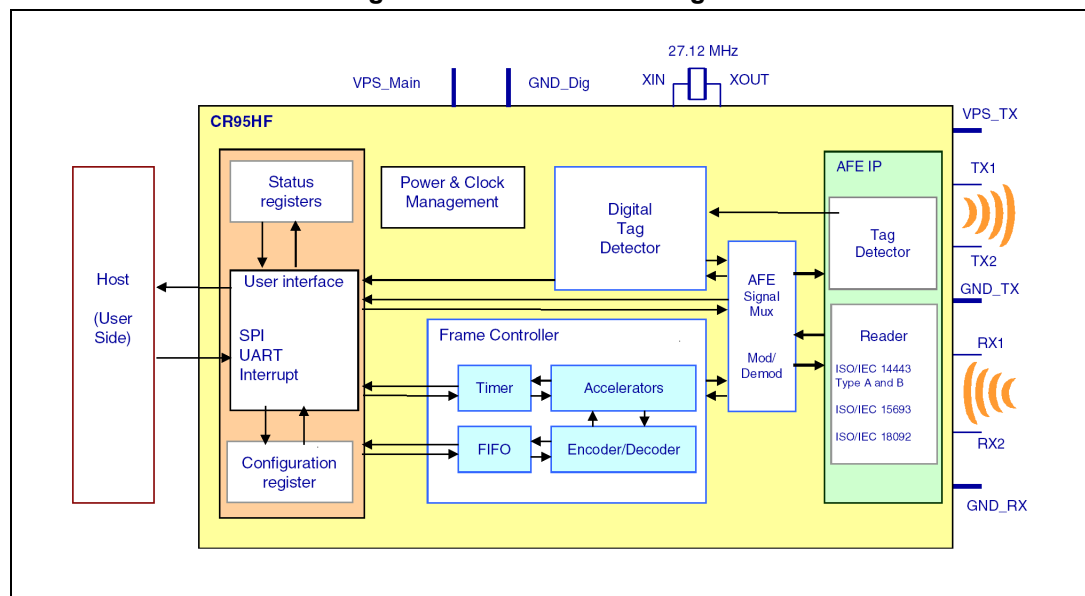 27.12 MHz
VPS_Main
GND_Dig
XIN
XOUT
CR95HF
VPS_TX
Status
registers
Power & Clock
Management
Digital
Tag
Detector
AFE IP
TX1
Tag
Detector
TX2
Host
(User
Side)
User interface
SPI
UART
Interrupt
AFE
Signal
Mux
Mod/
Demod
GND_TX
Frame Controller
Timer
Accelerators
Reader
ISO/IEC 14443
Type A and B
ISO/IEC 15693
ISO/IEC 18092
RX1
RX2
FIFO
Encoder/Decoder
Configuration
register
GND_RX